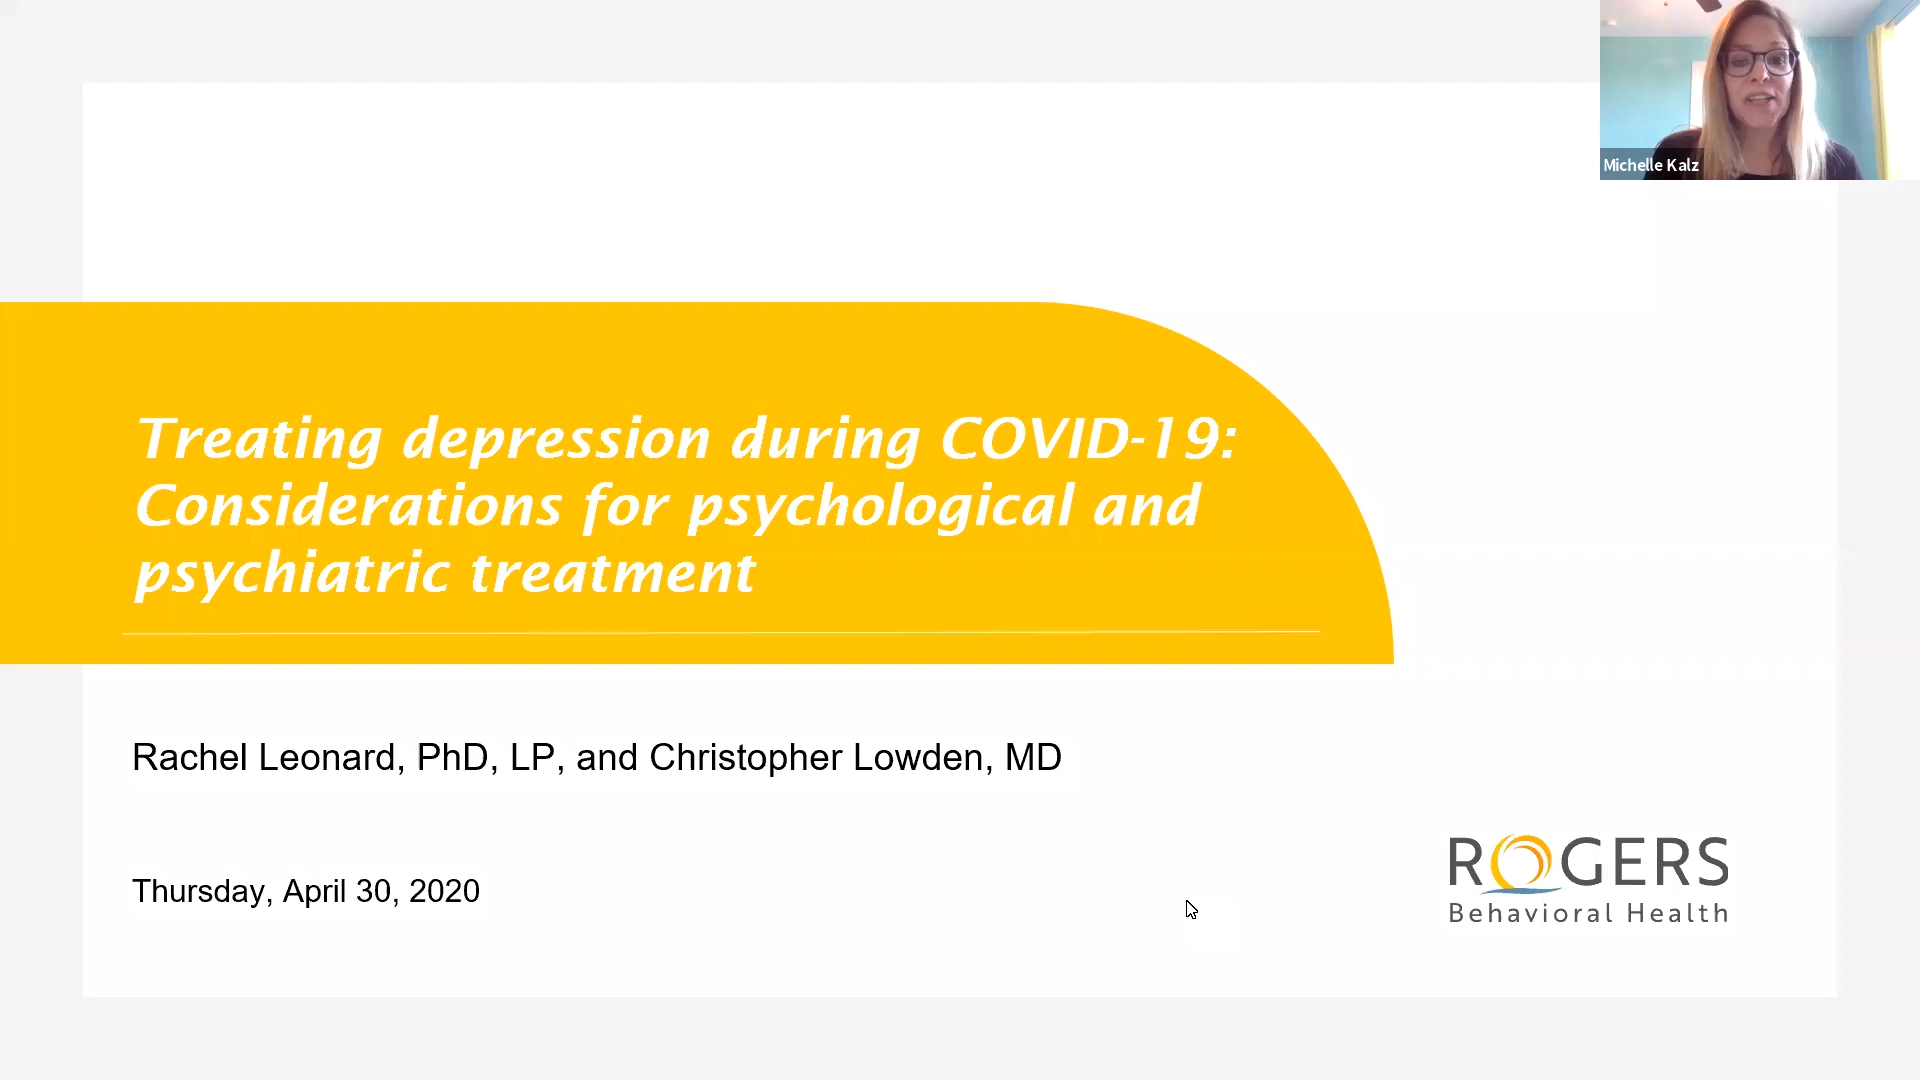 Michelle Kalz
Treating depression during COVID-19:
Considerations for psychological and
psychiatric treatment
Rachel Leonard, PhD, LP, and Christopher Lowden, MD
Thursday, April 30, 2020
ROGERS
Behavioral Health